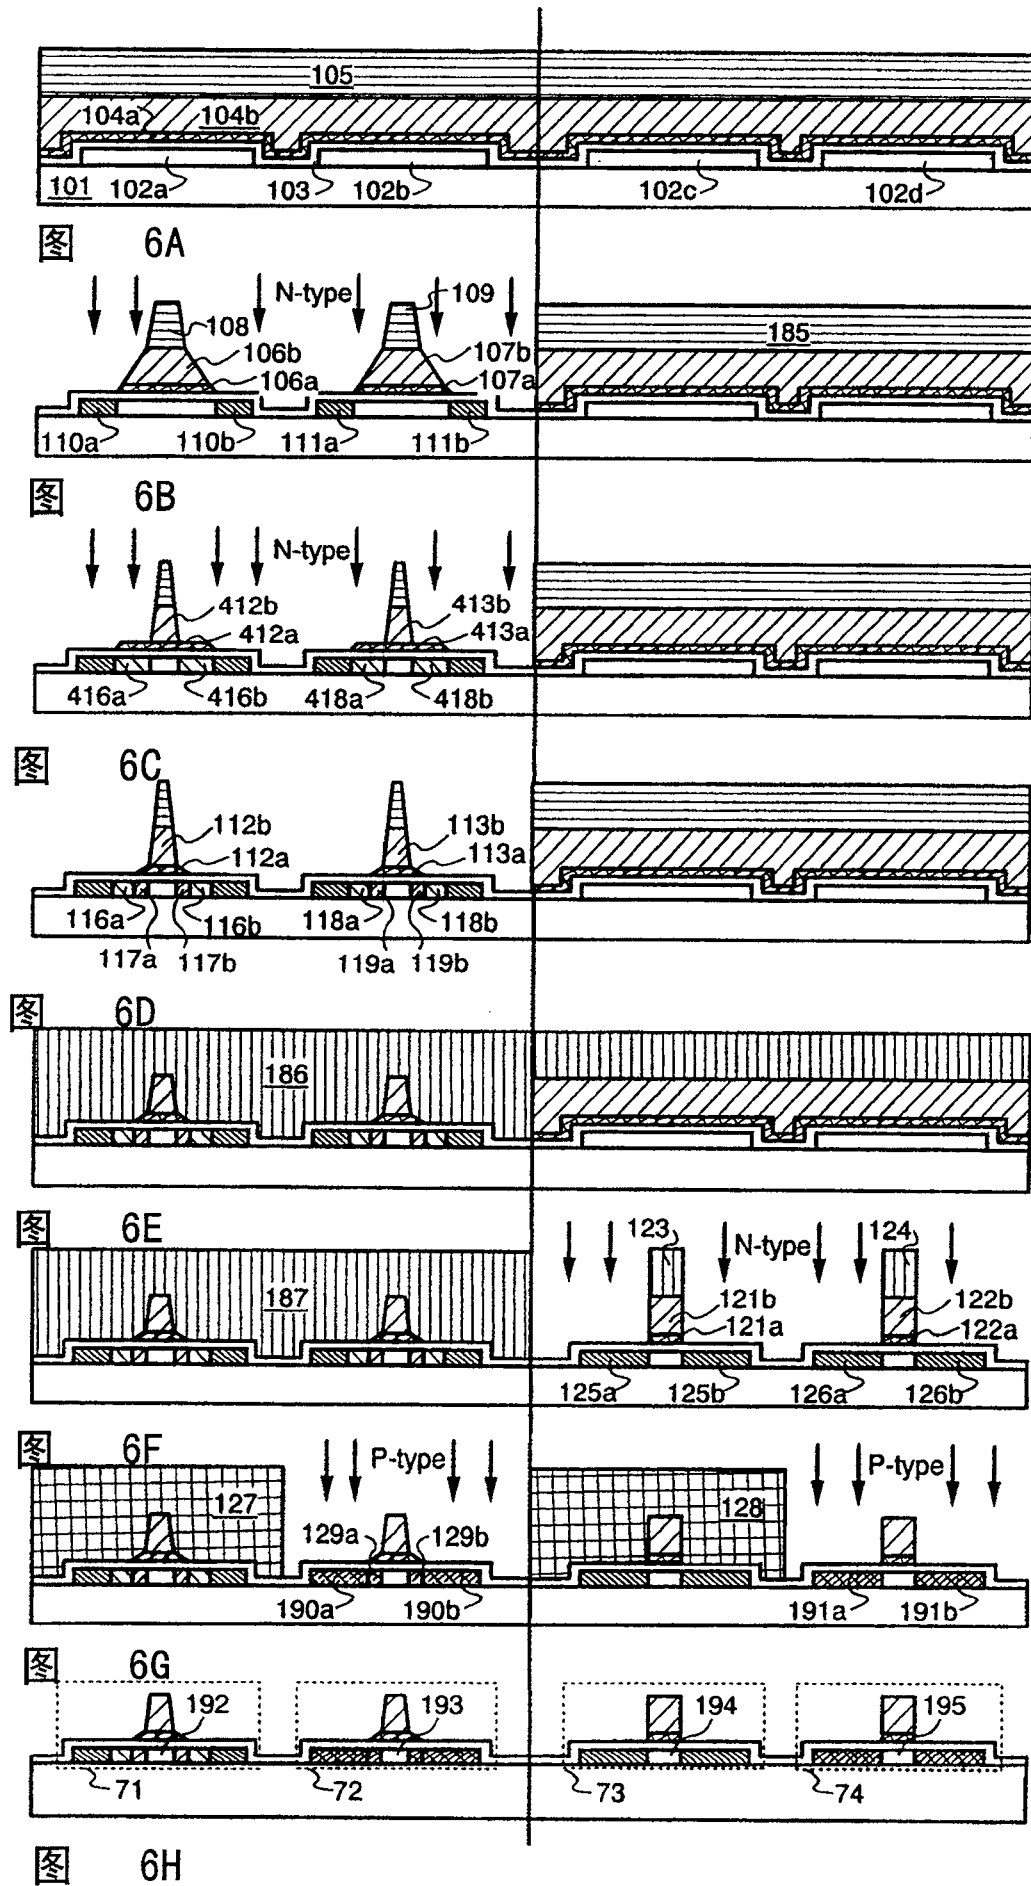 105
104a 104b
101 102a 103 102b 102c 102d
图 6A
N-type 109
108 185
106b 107b
106a 107a
110a 110b 111a 111b
图 6B
N-type
412b 413b
412a 413a
416a 416b 418a 418b
图 6C
112b 113b
112a 113a
116a 116b 118a 118b
117a 117b 119a 119b
图 6D
186
图 6E
123 N-type 124
187 121b 122b
121a 122a
125a 125b 126a 126b
图 6F
P-type P-type
127 128
129a 129b
190a 190b 191a 191b
图 6G
192 193 194 195
71 72 73 74
图 6H